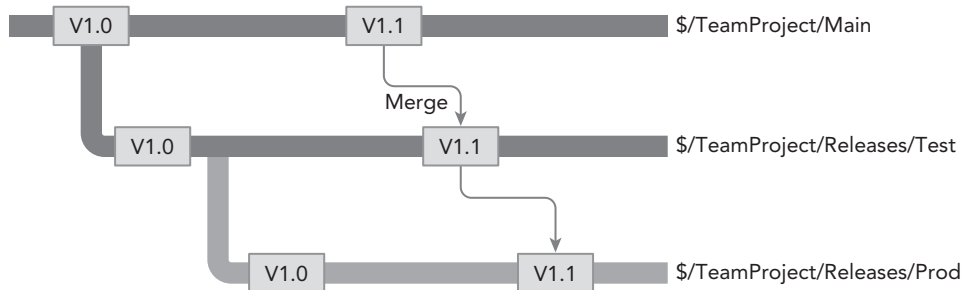 V1.0
V1.1
$/TeamProject/Main
Merge
V1.0
V1.1
$/TeamProject/Releases/Test
V1.0
V1.1
$/TeamProject/Releases/Prod